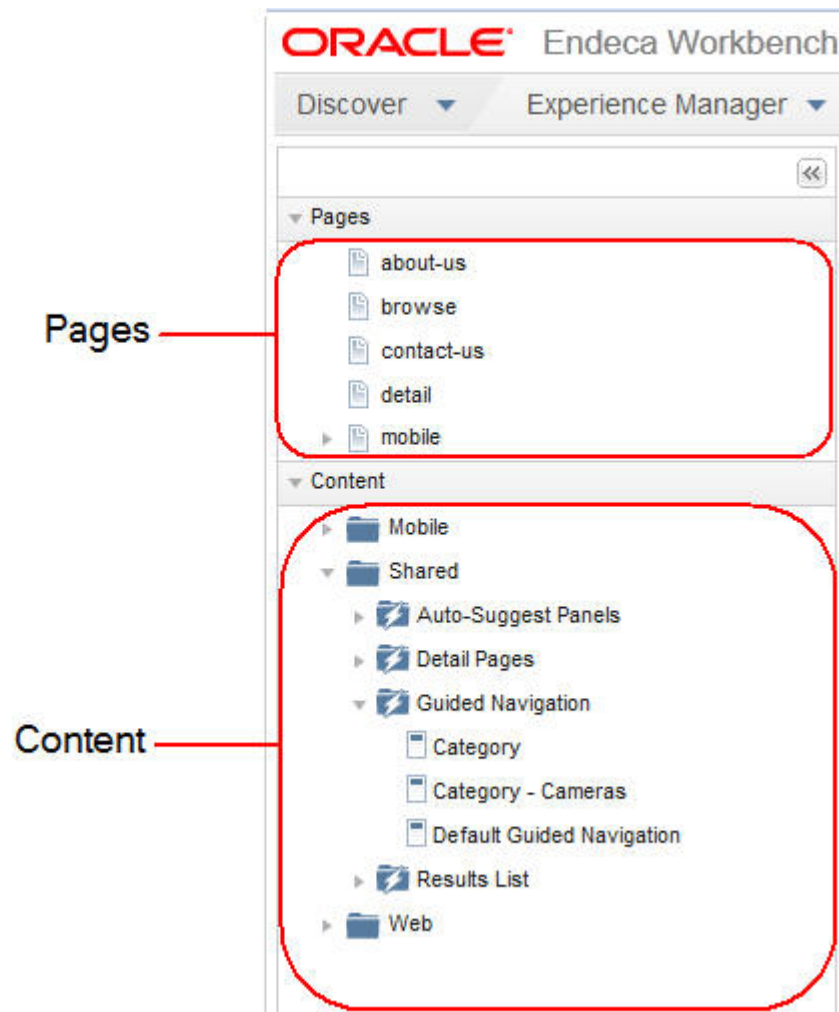 ORACLE Endeca Workbench
Discover Experience Manager
Pages
about-us
browse
contact-us
detail
mobile
Pages
Content
Mobile
Shared
Auto-Suggest Panels
Detail Pages
Guided Navigation
Category
Category - Cameras
Default Guided Navigation
Results List
Web
Content